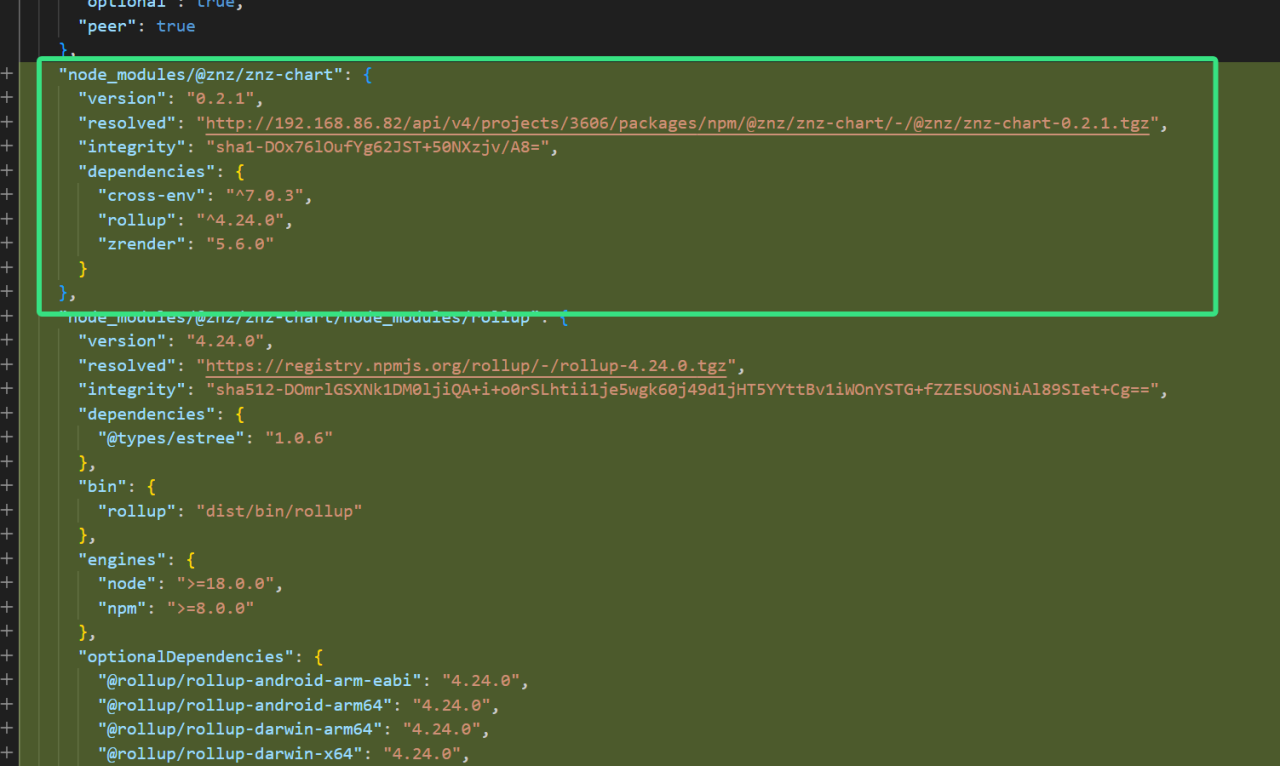 "optional": true,
"peer": true
},
"node_modules/@znz/znz-chart": {
"version": "0.2.1",
"resolved": "http://192.168.86.82/api/v4/projects/3606/packages/npm/@znz/znz-chart/-/@znz/znz-chart-0.2.1.tgz",
"integrity": "sha1-DOx76lOufYg62JST+50NXzjv/A8=",
"dependencies": {
"cross-env": "^7.0.3",
"rollup": "^4.24.0",
"zrender": "5.6.0"
}
},
"node_modules/@znz/znz-chart/node_modules/rollup": {
"version": "4.24.0",
"resolved": "https://registry.npmjs.org/rollup/-/rollup-4.24.0.tgz",
"integrity": "sha512-DOmrlGSXNk1DM0ljiQA+i+o0rSLhtii1je5wgk60j49d1jHT5YYttBv1iWOnYSTG+fZZESUOSNiAl89SIet+Cg==",
"dependencies": {
"@types/estree": "1.0.6"
},
"bin": {
"rollup": "dist/bin/rollup"
},
"engines": {
"node": ">=18.0.0",
"npm": ">=8.0.0"
},
"optionalDependencies": {
"@rollup/rollup-android-arm-eabi": "4.24.0",
"@rollup/rollup-android-arm64": "4.24.0",
"@rollup/rollup-darwin-arm64": "4.24.0",
"@rollup/rollup-darwin-x64": "4.24.0",